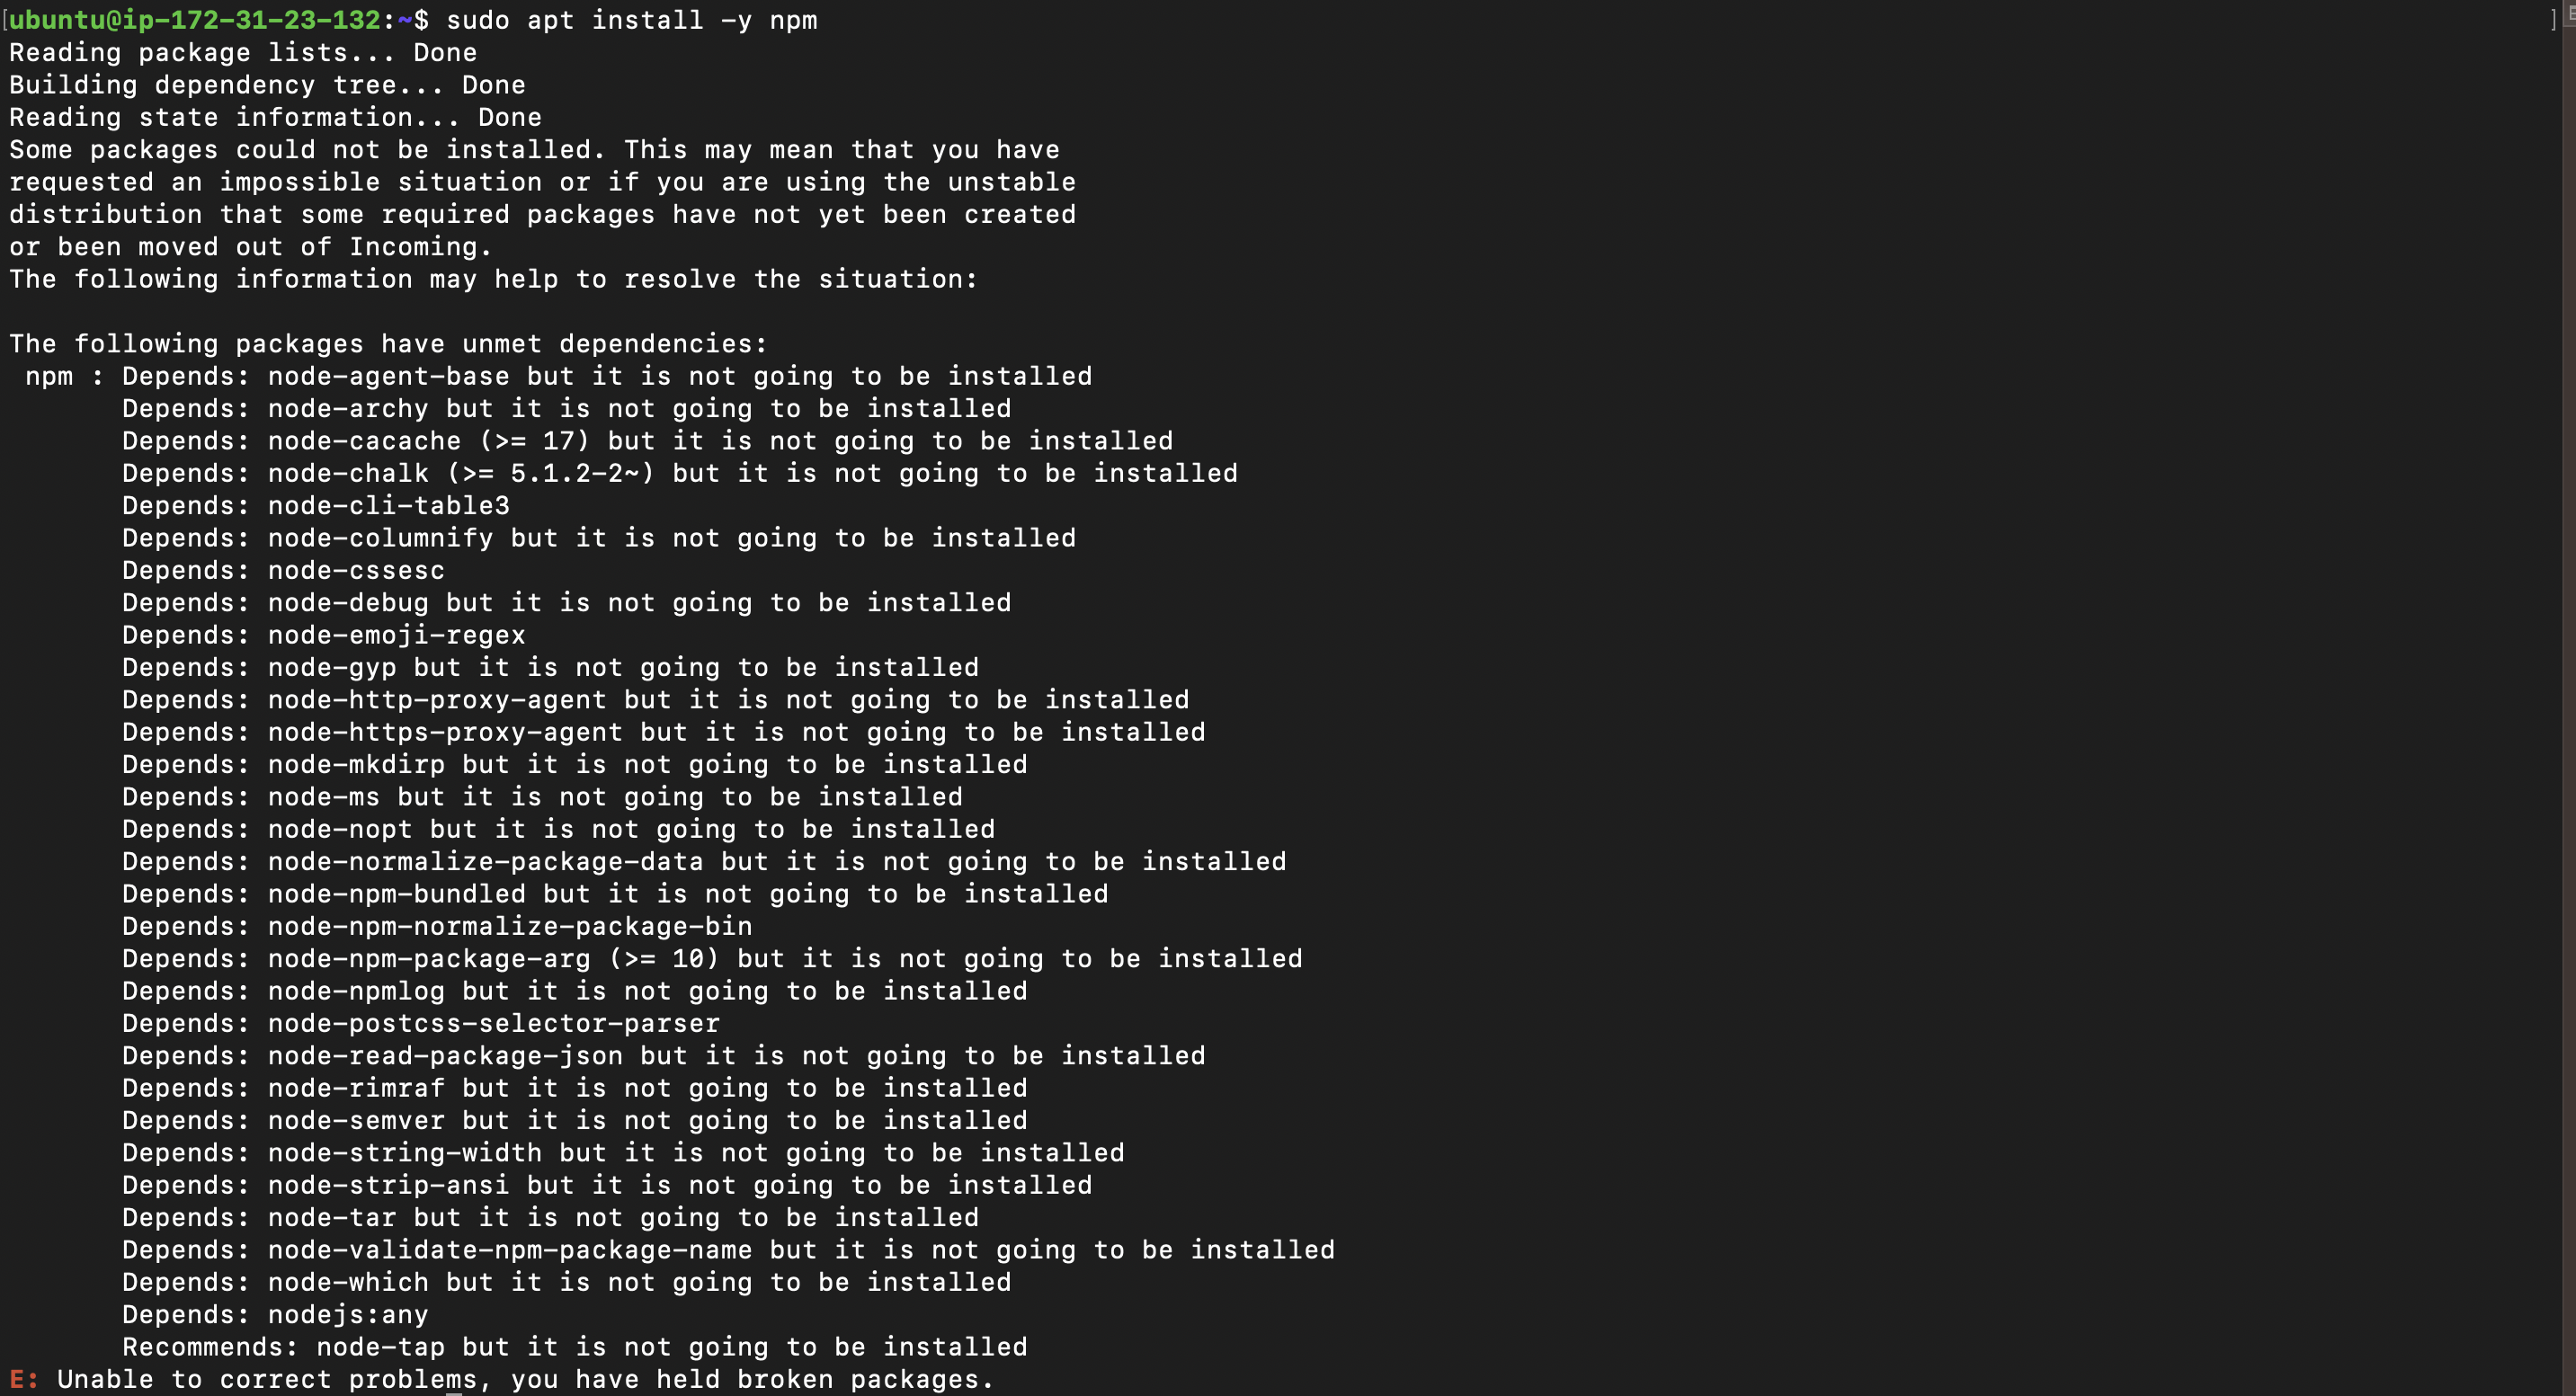 [ubuntu@ip-172-31-23-132:~$ sudo apt install -y npm ]
Reading package lists... Done
Building dependency tree... Done
Reading state information... Done
Some packages could not be installed. This may mean that you have
requested an impossible situation or if you are using the unstable
distribution that some required packages have not yet been created
or been moved out of Incoming.
The following information may help to resolve the situation:

The following packages have unmet dependencies:
 npm : Depends: node-agent-base but it is not going to be installed
       Depends: node-archy but it is not going to be installed
       Depends: node-cacache (>= 17) but it is not going to be installed
       Depends: node-chalk (>= 5.1.2-2~) but it is not going to be installed
       Depends: node-cli-table3
       Depends: node-columnify but it is not going to be installed
       Depends: node-cssesc
       Depends: node-debug but it is not going to be installed
       Depends: node-emoji-regex
       Depends: node-gyp but it is not going to be installed
       Depends: node-http-proxy-agent but it is not going to be installed
       Depends: node-https-proxy-agent but it is not going to be installed
       Depends: node-mkdirp but it is not going to be installed
       Depends: node-ms but it is not going to be installed
       Depends: node-nopt but it is not going to be installed
       Depends: node-normalize-package-data but it is not going to be installed
       Depends: node-npm-bundled but it is not going to be installed
       Depends: node-npm-normalize-package-bin
       Depends: node-npm-package-arg (>= 10) but it is not going to be installed
       Depends: node-npmlog but it is not going to be installed
       Depends: node-postcss-selector-parser
       Depends: node-read-package-json but it is not going to be installed
       Depends: node-rimraf but it is not going to be installed
       Depends: node-semver but it is not going to be installed
       Depends: node-string-width but it is not going to be installed
       Depends: node-strip-ansi but it is not going to be installed
       Depends: node-tar but it is not going to be installed
       Depends: node-validate-npm-package-name but it is not going to be installed
       Depends: node-which but it is not going to be installed
       Depends: nodejs:any
       Recommends: node-tap but it is not going to be installed
E: Unable to correct problems, you have held broken packages.